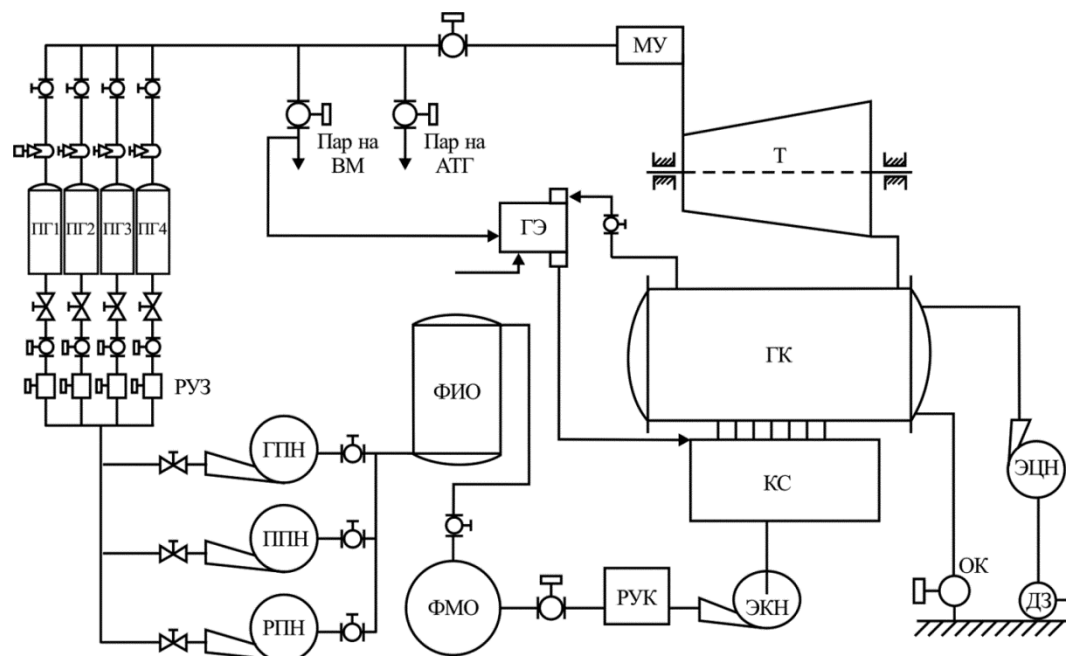 МУ
Пар на
ВМ
Пар на
АТГ
Т
ПГ1
ПГ2
ПГ3
ПГ4
ГЭ
ГК
РУЗ
ФИО
ГПН
КС
ЭЦН
ППН
ОК
ФМО
РУК
ЭКН
ДЗ
РПН